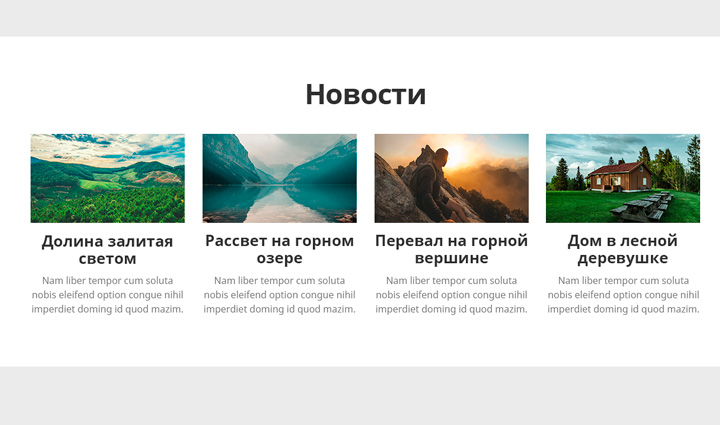 Новости
Долина залитая
светом
Nam liber tempor cum soluta
nobis eleifend option congue nihil
imperdiet doming id quod mazim.
Рассвет на горном
озере
Nam liber tempor cum soluta
nobis eleifend option congue nihil
imperdiet doming id quod mazim.
Перевал на горной
вершине
Nam liber tempor cum soluta
nobis eleifend option congue nihil
imperdiet doming id quod mazim.
Дом в лесной
деревушке
Nam liber tempor cum soluta
nobis eleifend option congue nihil
imperdiet doming id quod mazim.